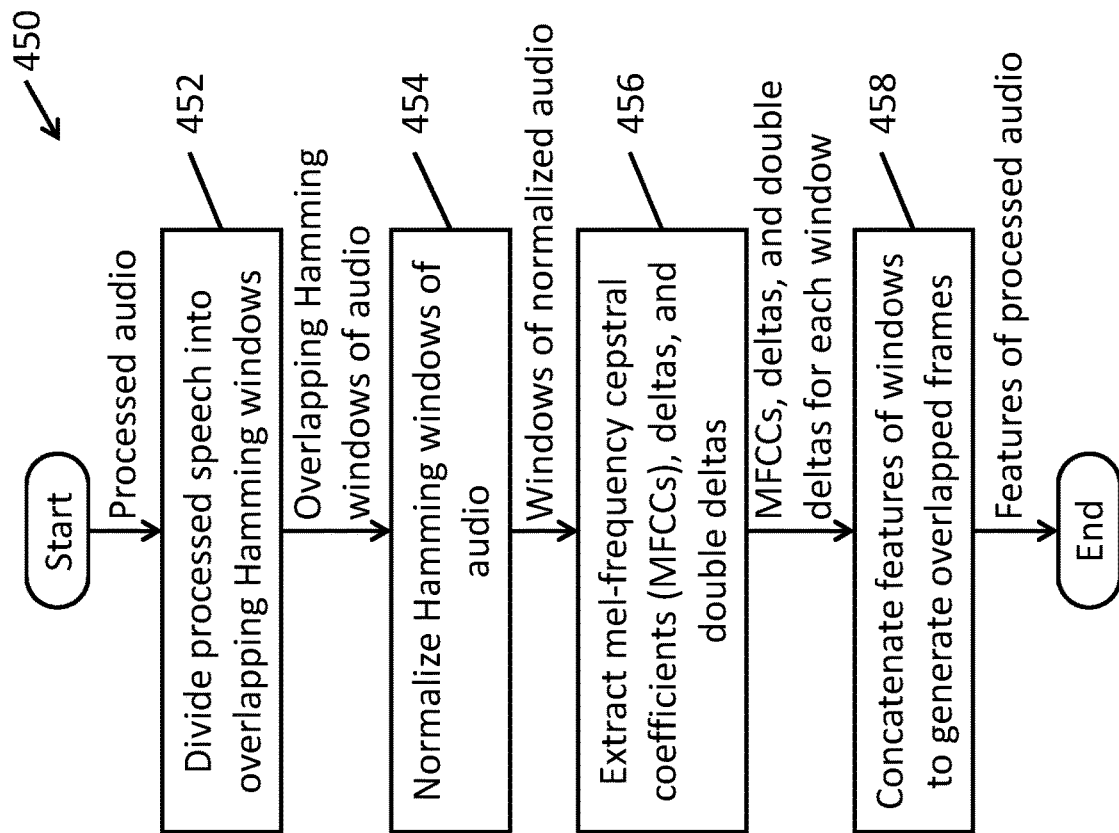 450
Start
Processed audio
Divide processed speech into
overlapping Hamming windows
452
Overlapping Hamming
windows of audio
Normalize Hamming windows of
audio
454
Windows of normalized audio
Extract mel-frequency cepstral
coefficients (MFCCs), deltas, and
double deltas
456
MFCCs, deltas, and double
deltas for each window
Concatenate features of windows
to generate overlapped frames
458
Features of processed audio
End